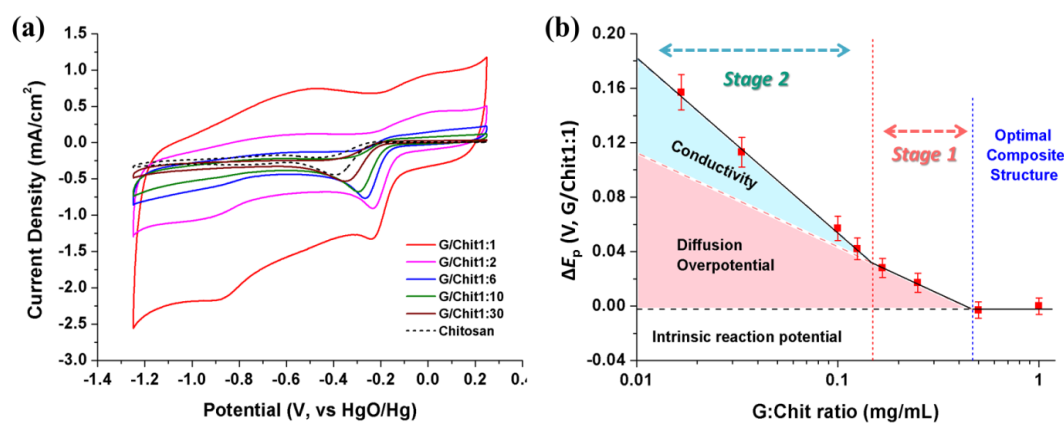 (a)
1.5
1.0
0.5
0.0
-0.5
-1.0
-1.5
-2.0
-2.5
-3.0
Current Density (mA/cm²)
G/Chit1:1
G/Chit1:2
G/Chit1:6
G/Chit1:10
G/Chit1:30
Chitosan
-1.4 -1.2 -1.0 -0.8 -0.6 -0.4 -0.2 0.0 0.2 0.4
Potential (V, vs HgO/Hg)
(b)
0.20
0.16
0.12
0.08
0.04
0.00
-0.04
ΔEp (V, G/Chit1:1)
Stage 2
Stage 1
Optimal
Composite
Structure
Conductivity
Diffusion
Overpotential
Intrinsic reaction potential
0.01 0.1 1
G:Chit ratio (mg/mL)